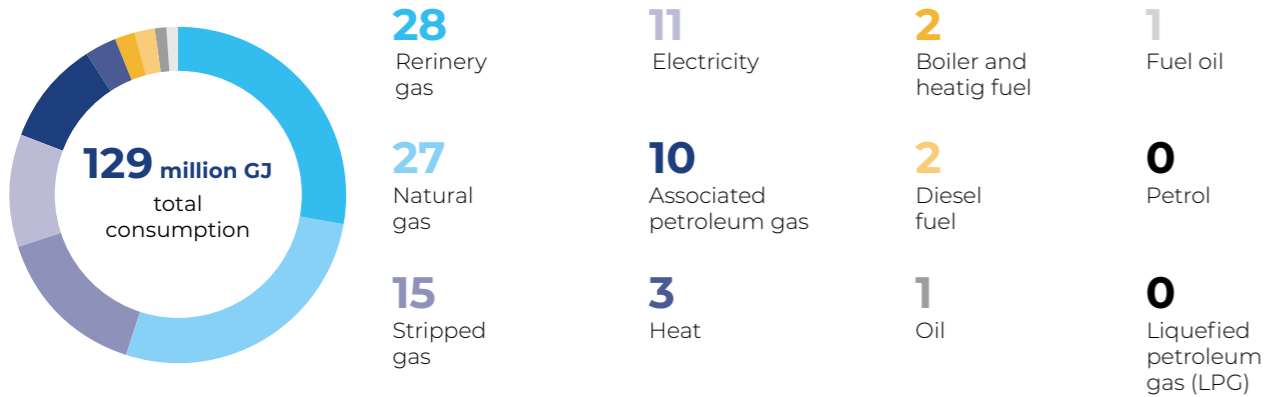 129 million GJ
total
consumption
28
Rerinery
gas
27
Natural
gas
15
Stripped
gas
11
Electricity
10
Associated
petroleum gas
3
Heat
2
Boiler and
heatig fuel
2
Diesel
fuel
1
Oil
1
Fuel oil
0
Petrol
0
Liquefied
petroleum
gas (LPG)